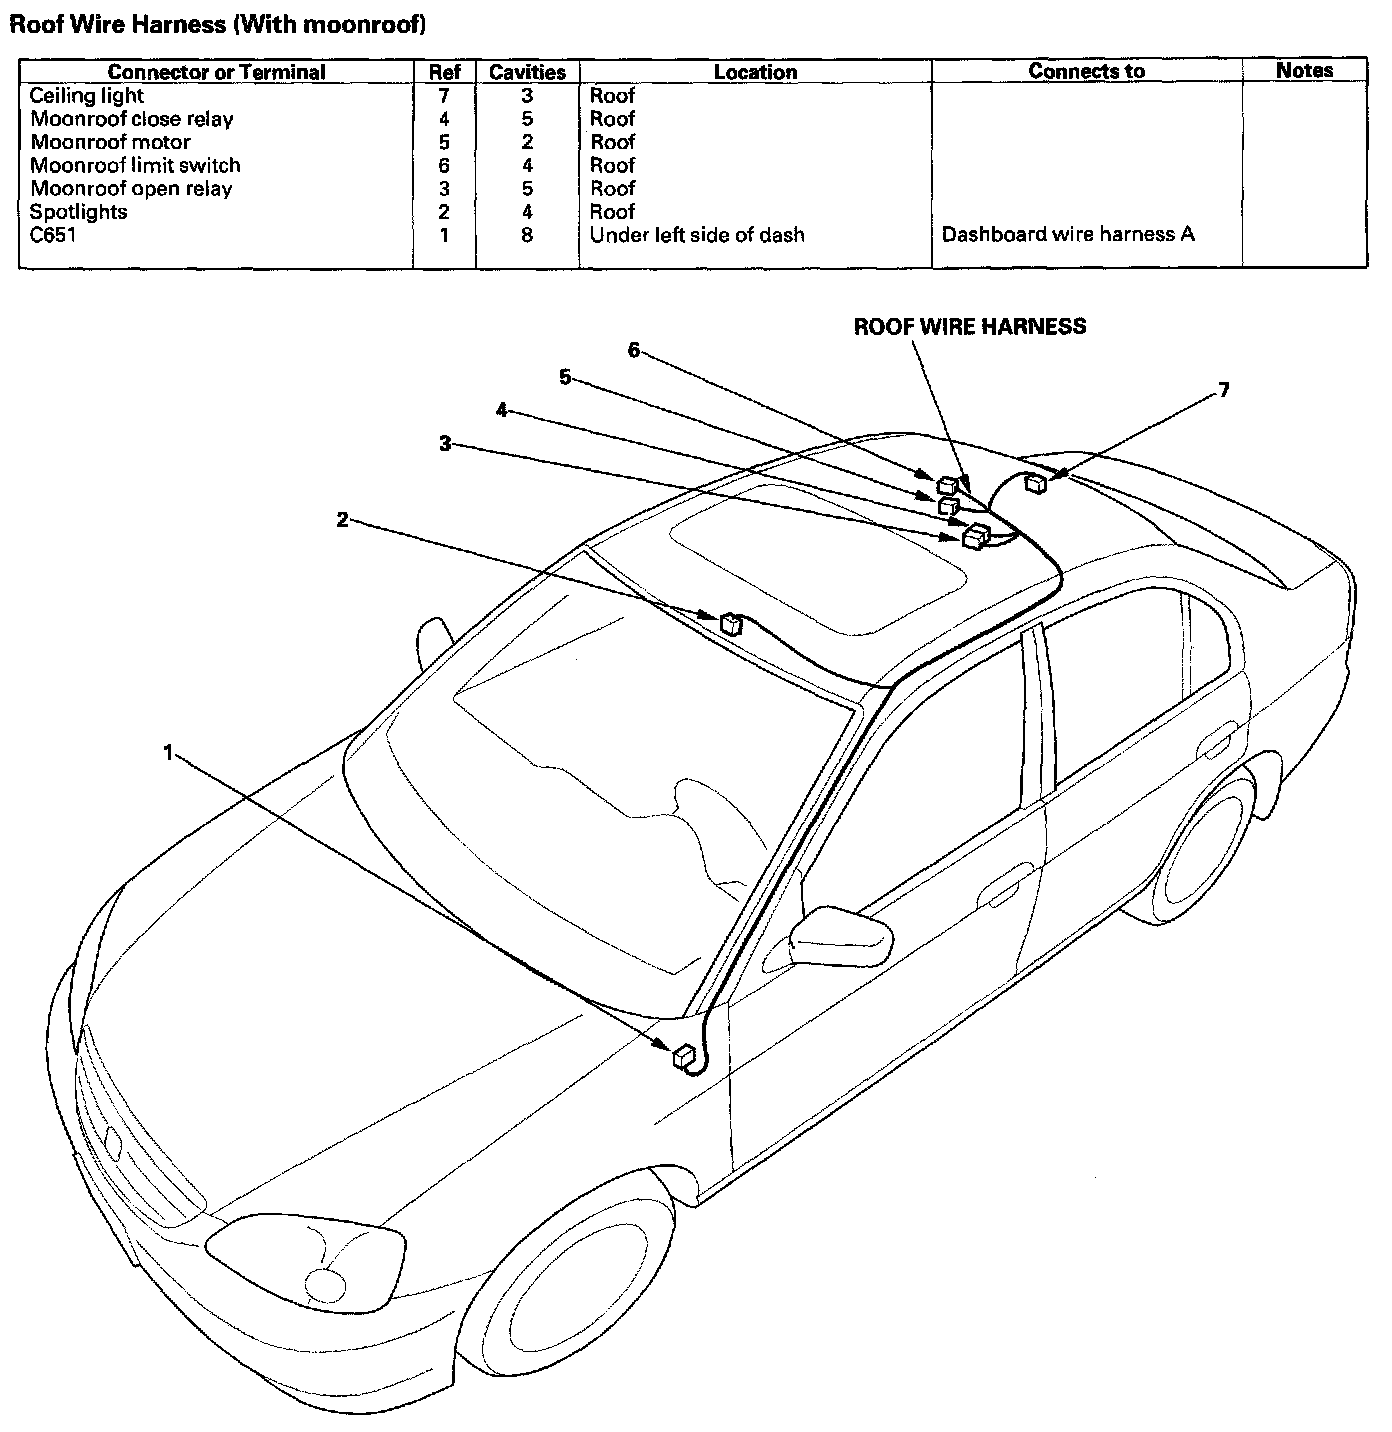 Roof Wire Harness (With moonroof)
Connector or Terminal Ref Cavities Location Connects to Notes
Ceiling light 7 3 Roof
Moonroof close relay 4 5 Roof
Moonroof motor 5 2 Roof
Moonroof limit switch 6 4 Roof
Moonroof open relay 3 5 Roof
Spotlights 2 4 Roof
C651 1 8 Under left side of dash Dashboard wire harness A
ROOF WIRE HARNESS
6
5
7
4
3
2
1